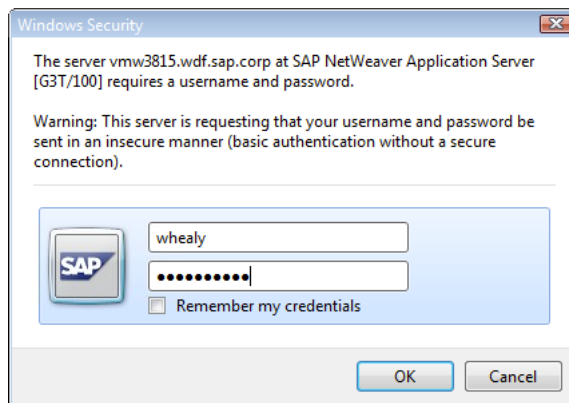 Windows Security
The server vmw3815.wdf.sap.corp at SAP NetWeaver Application Server
[G3T/100] requires a username and password.
Warning: This server is requesting that your username and password be
sent in an insecure manner (basic authentication without a secure
connection).
whealy
SAP
●●●●●●●●●●
Remember my credentials
OK
Cancel